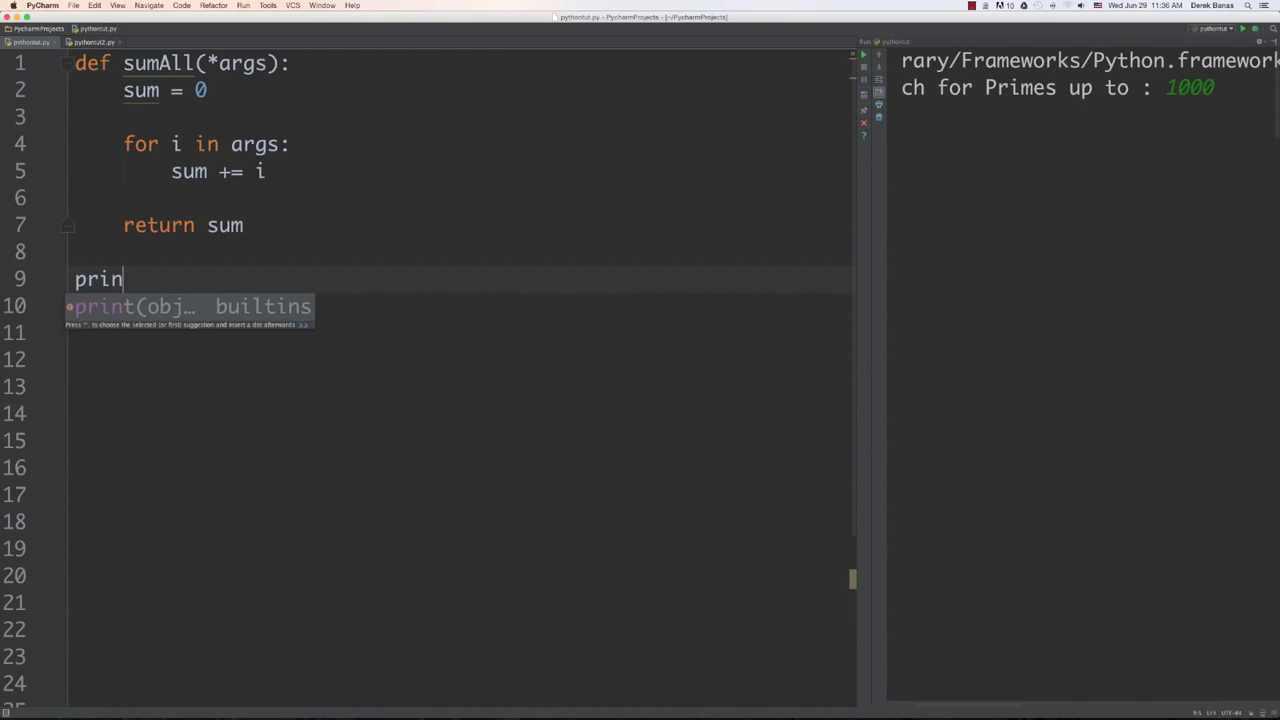 PyCharm File Edit View Navigate Code Refactor Run Tools VCS Window Help 10 Wed Jun 29 11:36 AM Derek Banas
pythontut.py - PycharmProjects - [~/PycharmProjects]
PycharmProjects pythontut.py pythontut
pythontut.py pythontut2.py Run: pythontut
1 def sumAll(*args):
2 sum = 0
3
4 for i in args:
5 sum += i
6
7 return sum
8
9 prin
10 print(obj… builtins
Press ^. to choose the selected (or first) suggestion and insert a dot afterwards >>
11
12
13
14
15
16
17
18
19
20
21
22
23
24
rary/Frameworks/Python.framework
ch for Primes up to : 1000
9:5 LF÷ UTF-8÷